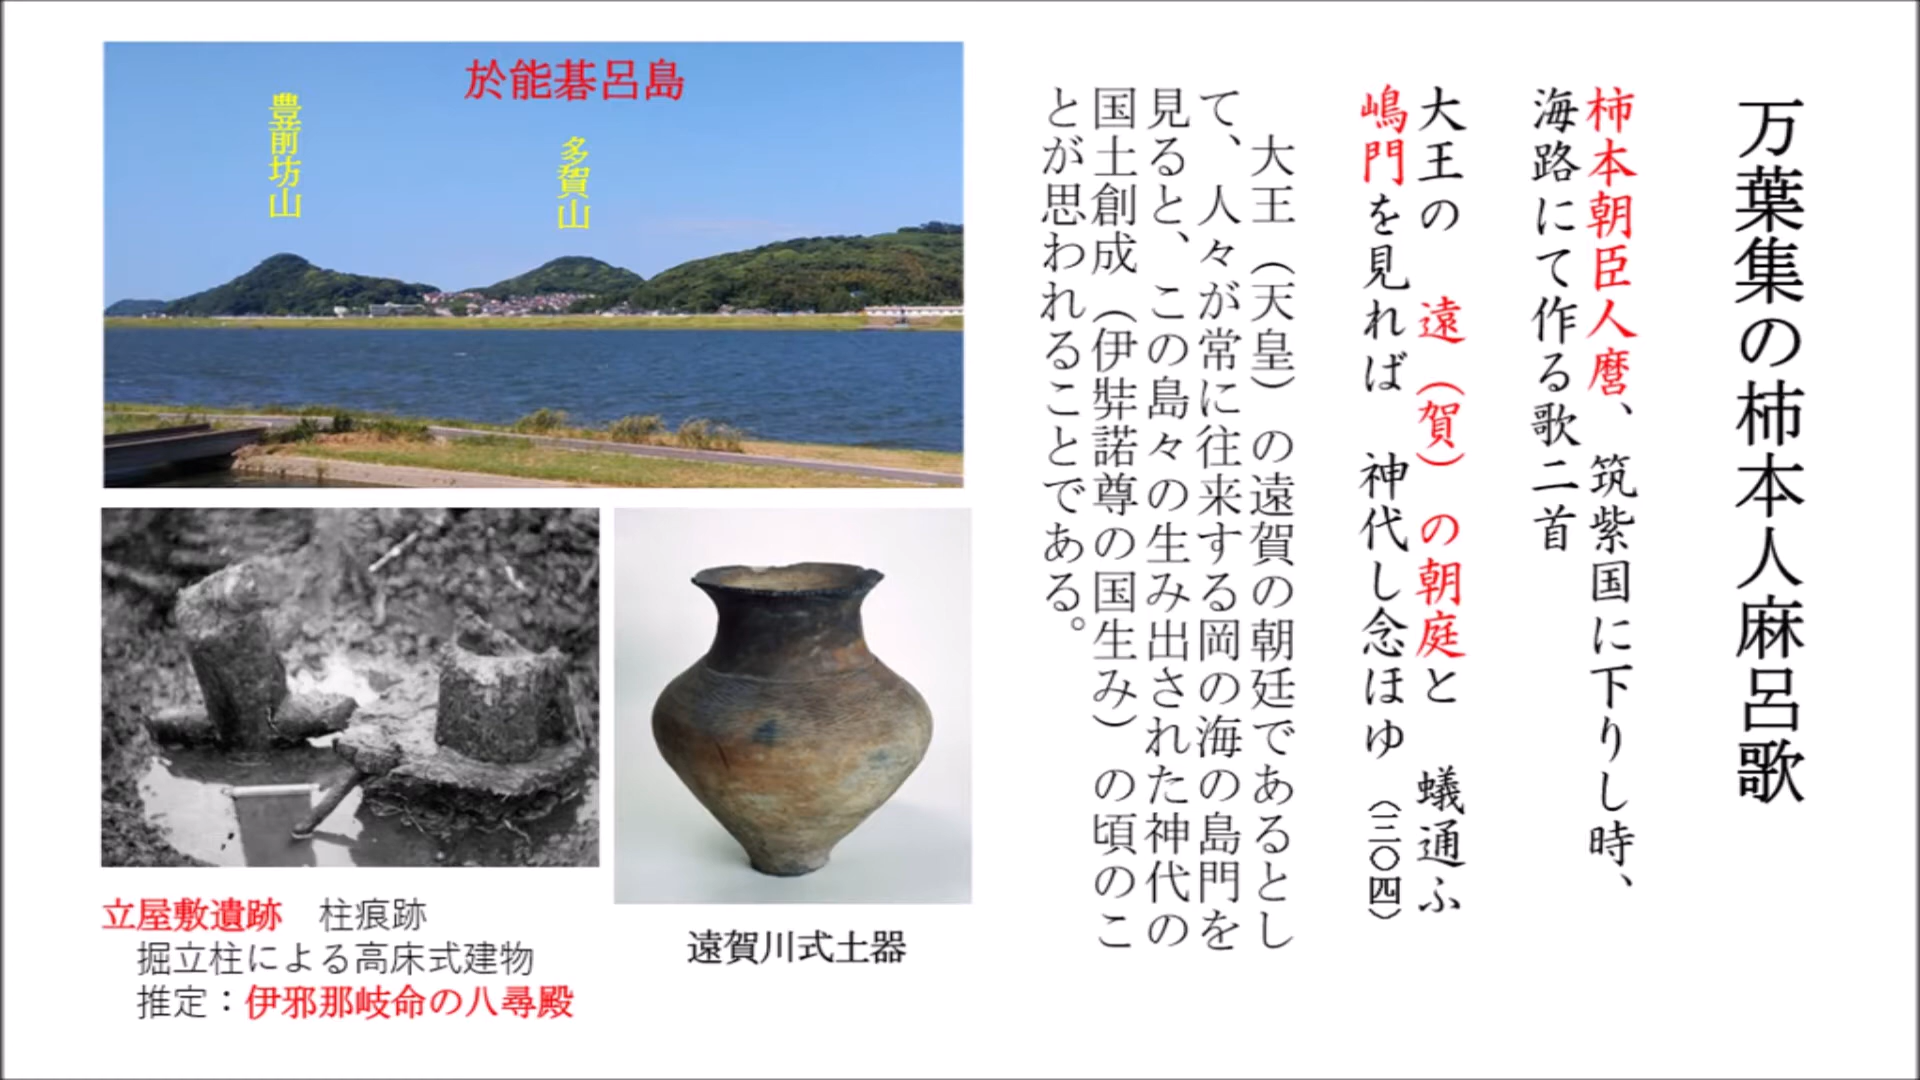 万葉集の柿本人麻呂歌
柿本朝臣人麿、筑紫国に下りし時、
海路にて作る歌二首
大王の　遠（賀）の朝庭と　蟻通ふ
嶋門を見れば　神代し念ほゆ（三〇四）
大王（天皇）の遠賀の朝廷であるとし
て、人々が常に往来する岡の海の島門を
見ると、この島々の生み出された神代の
国土創成（伊弉諾尊の国生み）の頃のこ
とが思われることである。
於能碁呂島
豊前坊山
多賀山
立屋敷遺跡　柱痕跡
掘立柱による高床式建物
推定：伊邪那岐命の八尋殿
遠賀川式土器